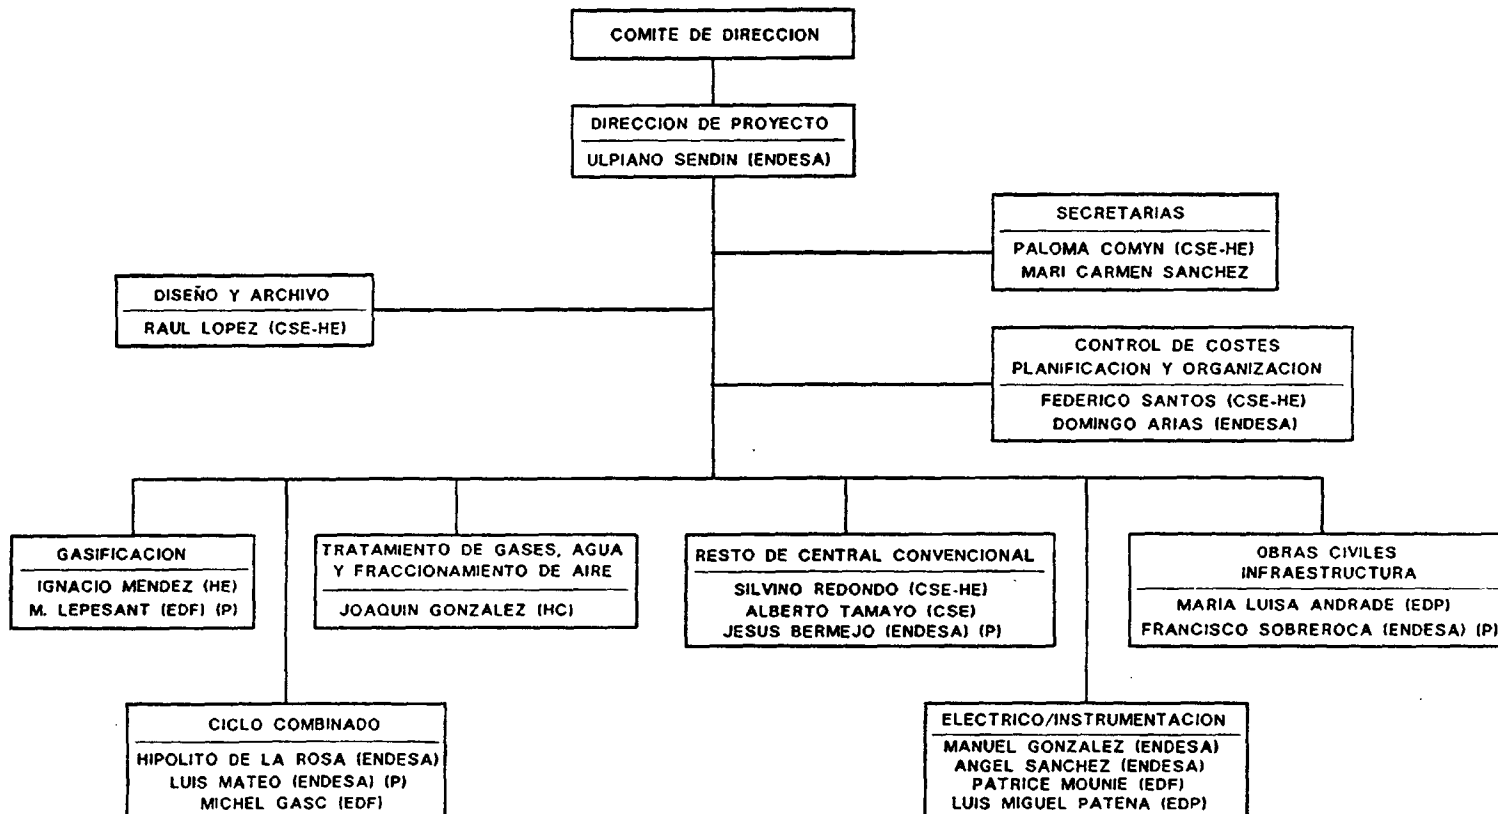 COMITE DE DIRECCION
DIRECCION DE PROYECTO
ULPIANO SENDIN (ENDESA)
SECRETARIAS
PALOMA COMYN (CSE-HE)
MARI CARMEN SANCHEZ
DISEÑO Y ARCHIVO
RAUL LOPEZ (CSE-HE)
CONTROL DE COSTES
PLANIFICACION Y ORGANIZACION
FEDERICO SANTOS (CSE-HE)
DOMINGO ARIAS (ENDESA)
GASIFICACION
IGNACIO MENDEZ (HE)
M. LEPESANT (EDF) (P)
TRATAMIENTO DE GASES, AGUA
Y FRACCIONAMIENTO DE AIRE
JOAQUIN GONZALEZ (HC)
RESTO DE CENTRAL CONVENCIONAL
SILVINO REDONDO (CSE-HE)
ALBERTO TAMAYO (CSE)
JESUS BERMEJO (ENDESA) (P)
OBRAS CIVILES
INFRAESTRUCTURA
MARIA LUISA ANDRADE (EDP)
FRANCISCO SOBREROCA (ENDESA) (P)
CICLO COMBINADO
HIPOLITO DE LA ROSA (ENDESA)
LUIS MATEO (ENDESA) (P)
MICHEL GASC (EDF)
ELECTRICO/INSTRUMENTACION
MANUEL GONZALEZ (ENDESA)
ANGEL SANCHEZ (ENDESA)
PATRICE MOUNIE (EDF)
LUIS MIGUEL PATENA (EDP)